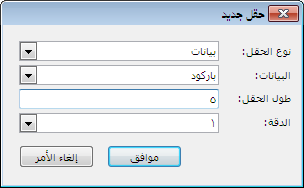 حقل جديد
نوع الحقل: بيانات
البيانات: باركود
طول الحقل: ٥
الدقة: ١
موافق إلغاء الأمر